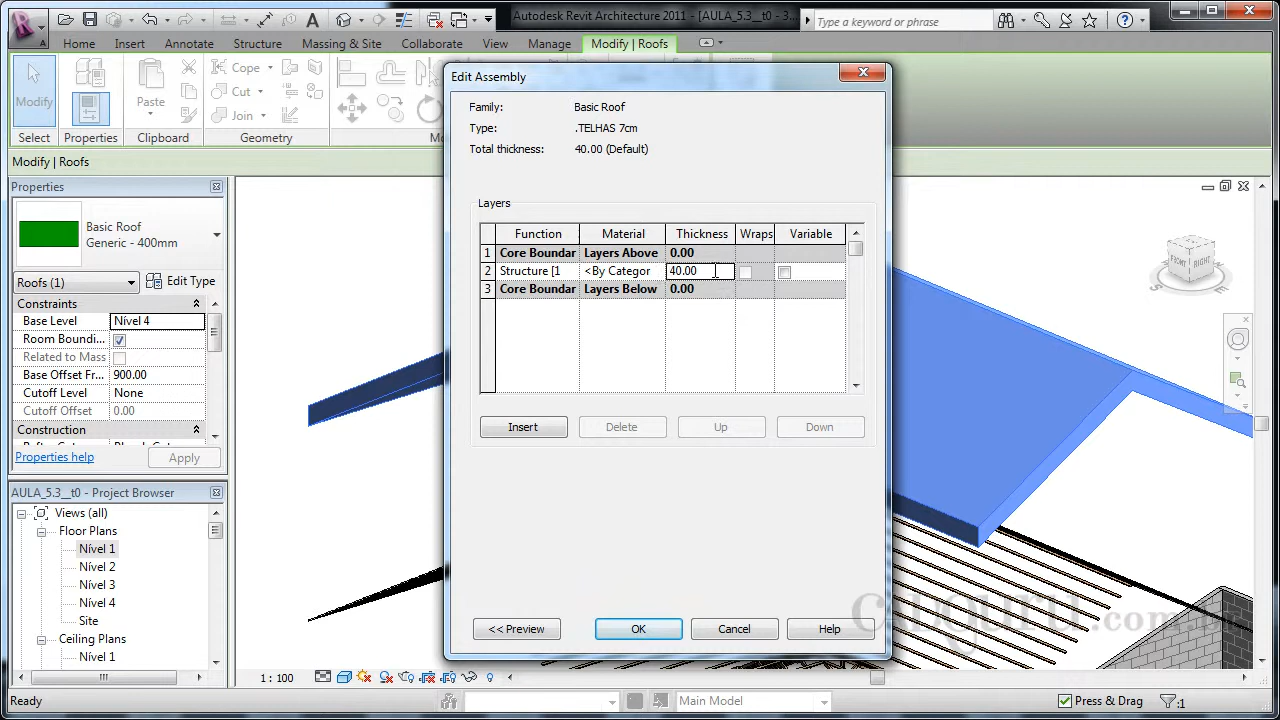 Autodesk Revit Architecture 2011 - [AULA_5.3__t0 - 3...
Type a keyword or phrase
Home
Insert
Annotate
Structure
Massing & Site
Collaborate
View
Manage
Modify | Roofs
Modify
Paste
Cope
Cut
Join
Select
Properties
Clipboard
Geometry
Modify | Roofs
Properties
Basic Roof
Generic - 400mm
Roofs (1)
Edit Type
Constraints
Base Level
Nível 4
Room Boundi...
Related to Mass
Base Offset Fr...
900.00
Cutoff Level
None
Cutoff Offset
0.00
Construction
Properties help
Apply
AULA_5.3__t0 - Project Browser
Views (all)
Floor Plans
Nível 1
Nível 2
Nível 3
Nível 4
Site
Ceiling Plans
Nível 1
Edit Assembly
Family:
Basic Roof
Type:
.TELHAS 7cm
Total thickness:
40.00 (Default)
Layers
Function
Material
Thickness
Wraps
Variable
1
Core Boundar
Layers Above
0.00
2
Structure [1
<By Categor
40.00
3
Core Boundar
Layers Below
0.00
Insert
Delete
Up
Down
<< Preview
OK
Cancel
Help
FRONT
RIGHT
1 : 100
Ready
Main Model
Press & Drag
:1